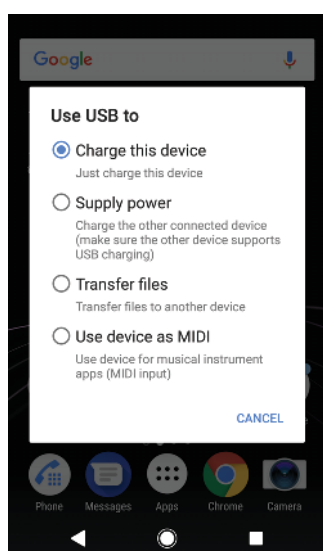 Google
Use USB to
Charge this device
Just charge this device
Supply power
Charge the other connected device
(make sure the other device supports
USB charging)
Transfer files
Transfer files to another device
Use device as MIDI
Use device for musical instrument
apps (MIDI input)
CANCEL
Phone Messages Apps Chrome Camera